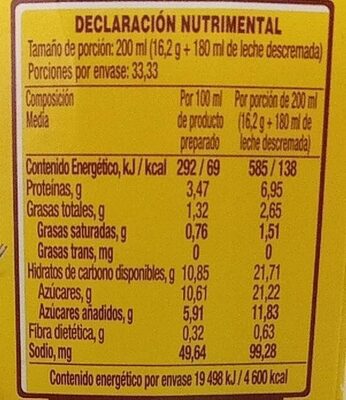 DECLARACIÓN NUTRIMENTAL
Tamaño de porción: 200 ml (16,2 g + 180 ml de leche descremada)
Porciones por envase: 33,33
Composición Por 100 ml Por porción de 200 ml
Media de producto (16,2 g + 180 ml de
preparado leche descremada)
Contenido Energético, kJ / kcal 292 / 69 585 / 138
Proteínas, g 3,47 6,95
Grasas totales, g 1,32 2,65
Grasas saturadas, g 0,76 1,51
Grasas trans, mg 0 0
Hidratos de carbono disponibles, g 10,85 21,71
Azúcares, g 10,61 21,22
Azúcares añadidos, g 5,91 11,83
Fibra dietética, g 0,32 0,63
Sodio, mg 49,64 99,28
Contenido energético por envase 19 498 kJ / 4 600 kcal